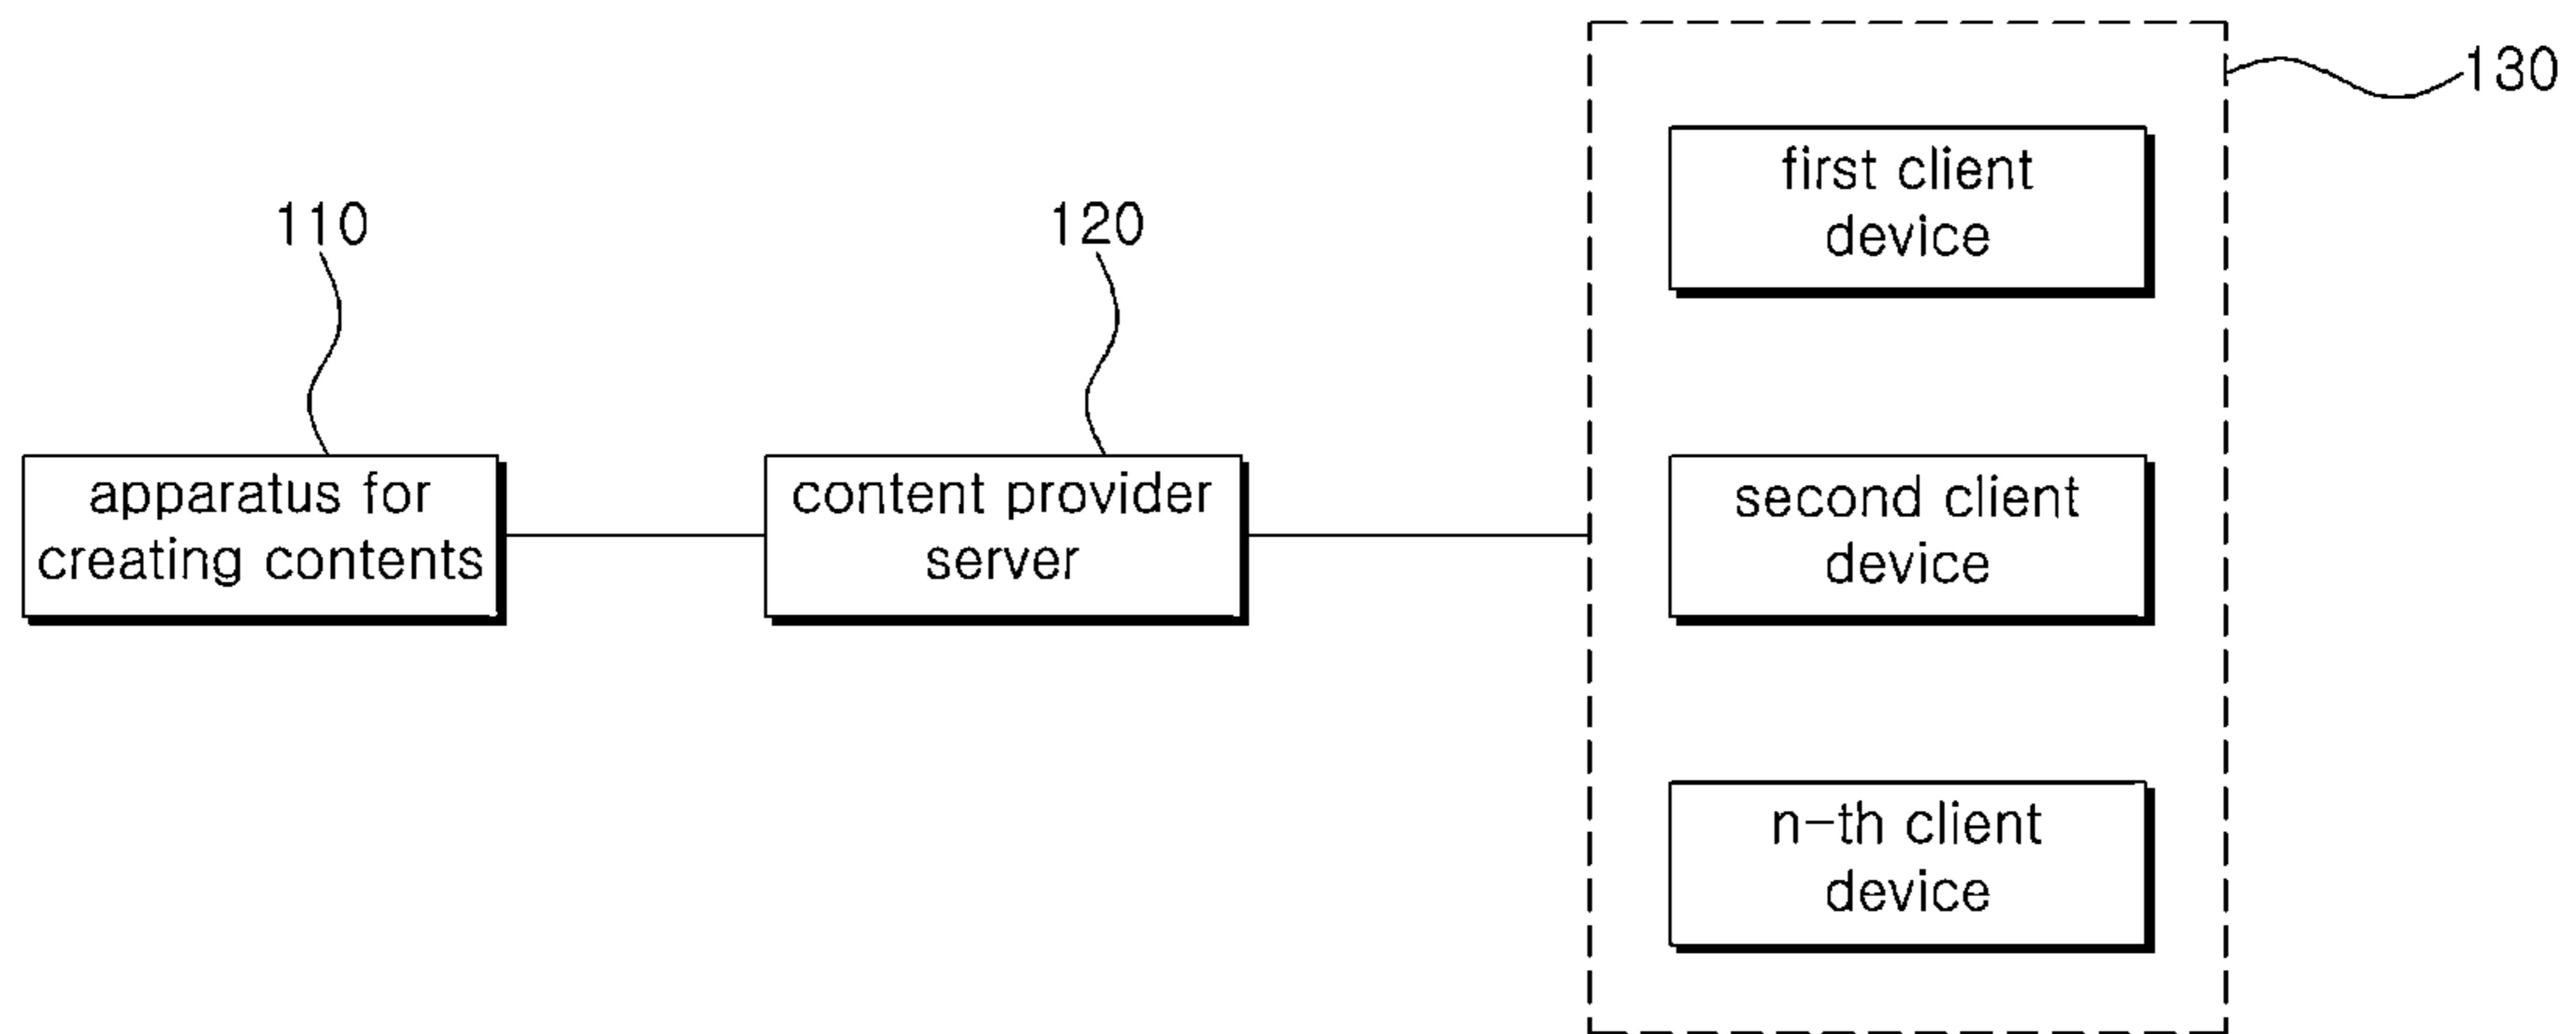 130
first client
device
110
120
apparatus for
creating contents
content provider
server
second client
device
n-th client
device